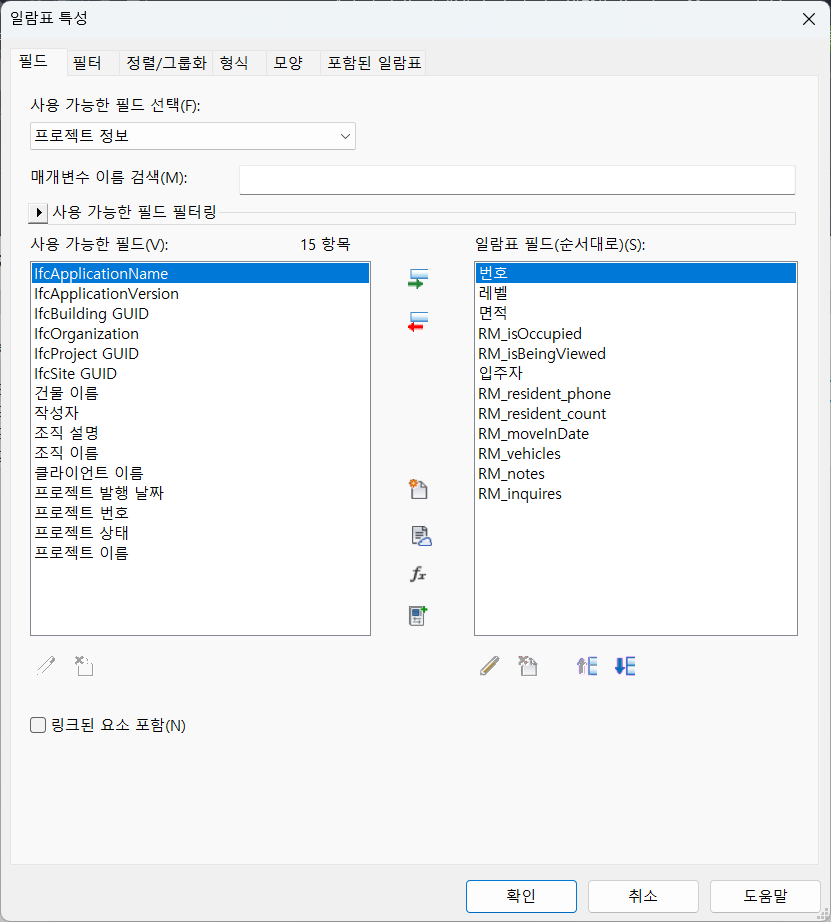 일람표 특성
필드 필터 정렬/그룹화 형식 모양 포함된 일람표
사용 가능한 필드 선택(F):
프로젝트 정보
매개변수 이름 검색(M):
사용 가능한 필드 필터링
사용 가능한 필드(V): 15 항목
IfcApplicationName
IfcApplicationVersion
IfcBuilding GUID
IfcOrganization
IfcProject GUID
IfcSite GUID
건물 이름
작성자
조직 설명
조직 이름
클라이언트 이름
프로젝트 발행 날짜
프로젝트 번호
프로젝트 상태
프로젝트 이름
fx
일람표 필드(순서대로)(S):
번호
레벨
면적
RM_isOccupied
RM_isBeingViewed
입주자
RM_resident_phone
RM_resident_count
RM_moveInDate
RM_vehicles
RM_notes
RM_inquires
링크된 요소 포함(N)
확인 취소 도움말